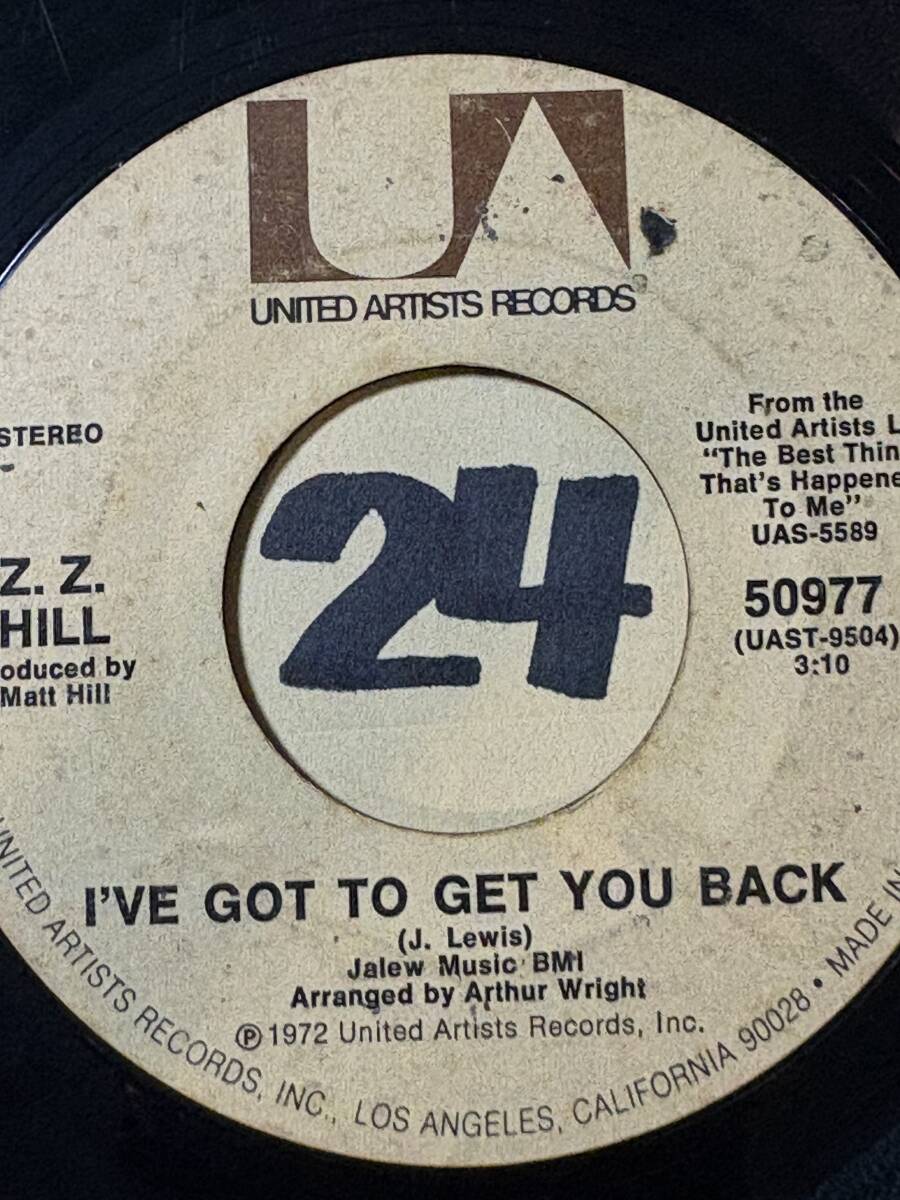 UA
UNITED ARTISTS RECORDS
STEREO
From the
United Artists L
"The Best Thin
That's Happene
To Me"
UAS-5589
24
Z. Z.
HILL
oduced by
Matt Hill
50977
(UAST-9504)
3:10
I'VE GOT TO GET YOU BACK
(J. Lewis)
Jalew Music BMI
Arranged by Arthur Wright
℗ 1972 United Artists Records, Inc.
UNITED ARTISTS RECORDS, INC., LOS ANGELES, CALIFORNIA 90028 • MADE IN